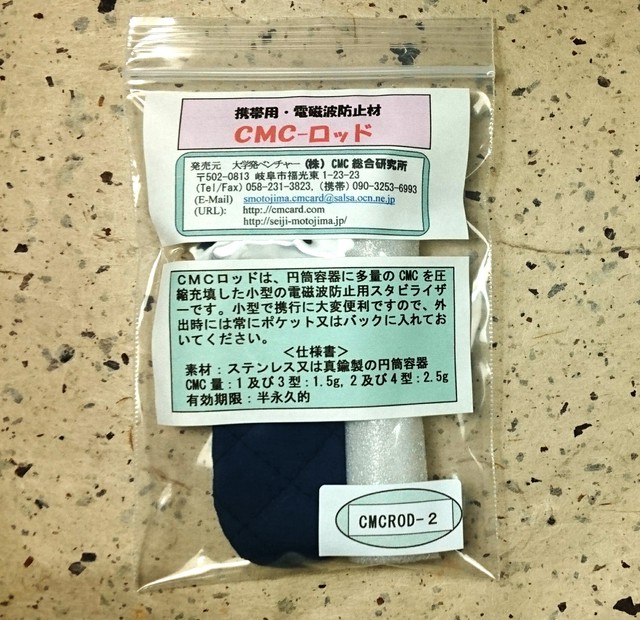 携帯用・電磁波防止材
CMC-ロッド
発売元 大学発ベンチャー (株) CMC 総合研究所
〒502-0813 岐阜市福光東 1-23-23
(Tel/Fax) 058-231-3823, (携帯) 090-3253-6993
(E-Mail) smotojima.cmcard@salsa.ocn.ne.jp
(URL): http://cmcard.com
http://seiji-motojima.jp/
CMCロッドは、円筒容器に多量の CMC を圧
縮充填した小型の電磁波防止用スタビライザ
ーです。小型で携行に大変便利ですので、外
出時には常にポケット又はバックに入れてお
いてください。
＜仕様書＞
素材：ステンレス又は真鍮製の円筒容器
CMC 量：1 及び 3 型：1.5g, 2 及び 4 型：2.5g
有効期限：半永久的
CMCROD-2